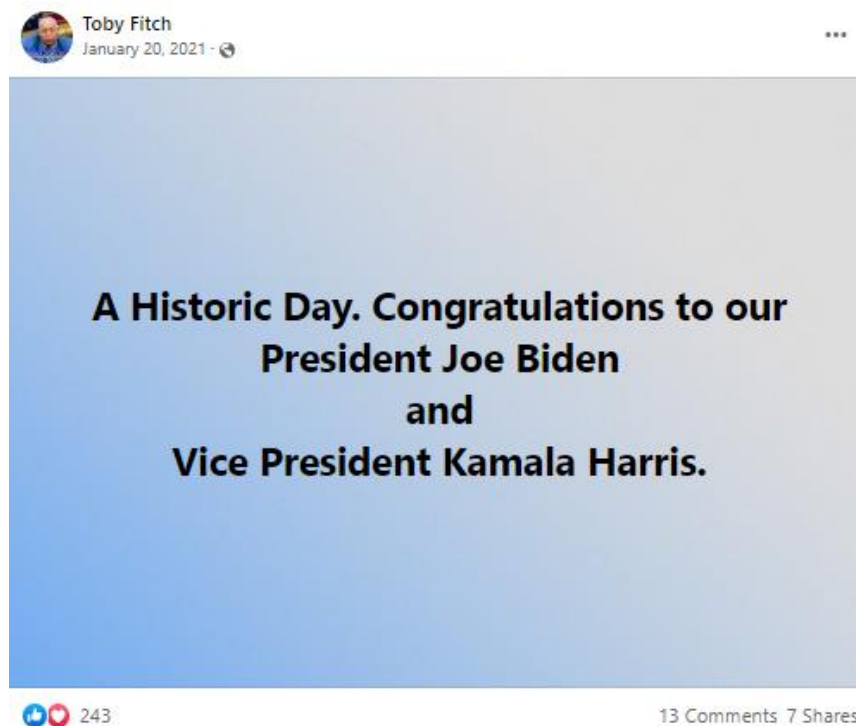 Toby Fitch
January 20, 2021 ·
A Historic Day. Congratulations to our
President Joe Biden
and
Vice President Kamala Harris.
243
13 Comments 7 Shares